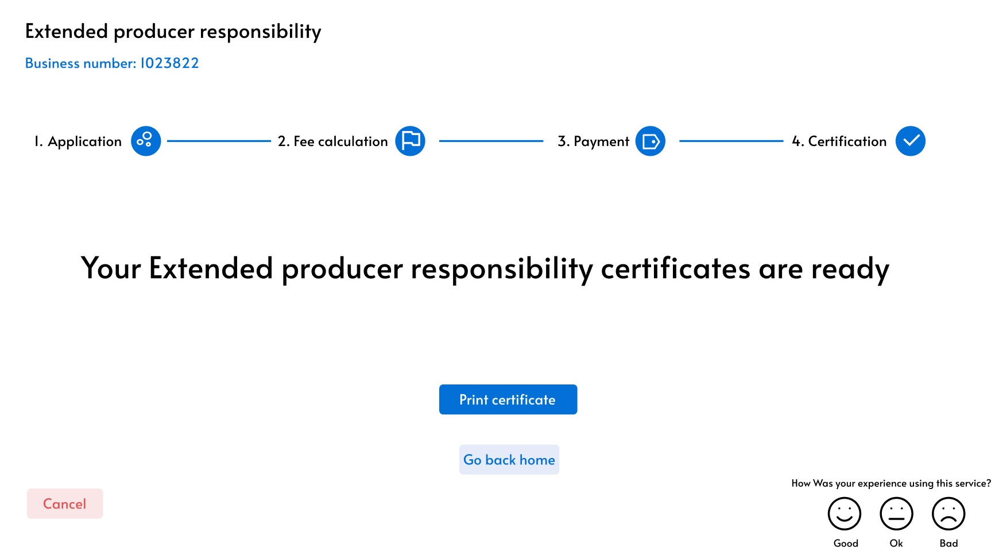 Extended producer responsibility
Business number: 1023822
1. Application 2. Fee calculation 3. Payment 4. Certification
Your Extended producer responsibility certificates are ready
Print certificate
Go back home
Cancel
How Was your experience using this service?
Good Ok Bad